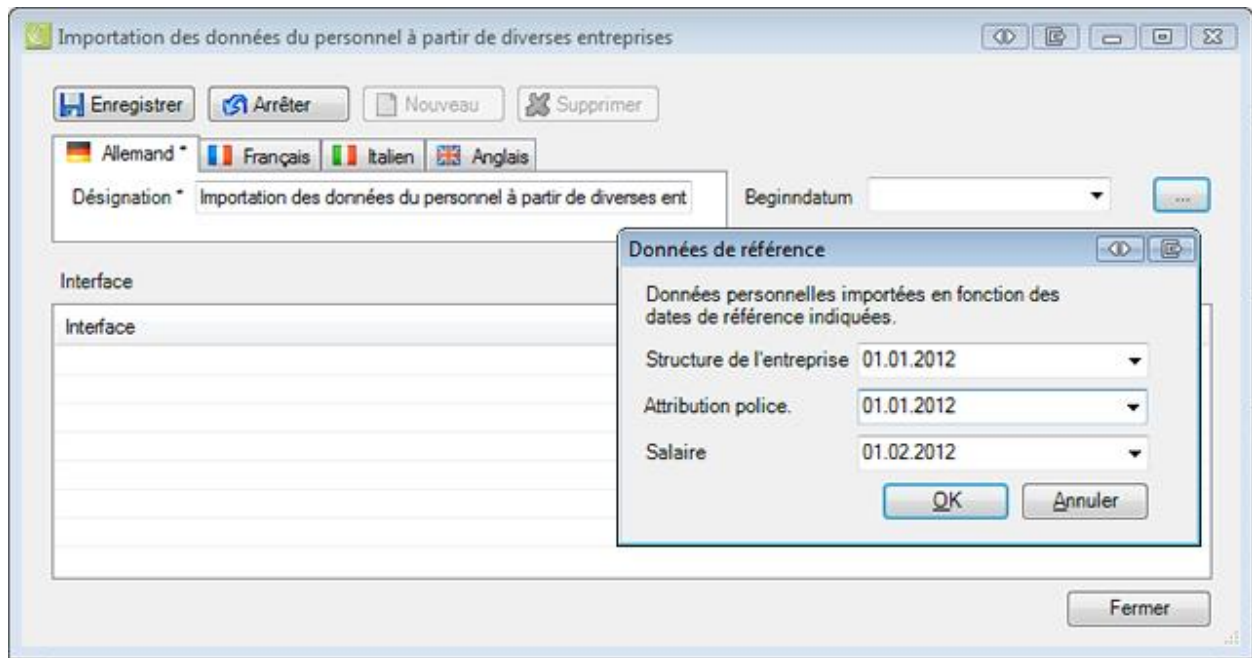 Importation des données du personnel à partir de diverses entreprises
Enregistrer Arrêter Nouveau Supprimer
Allemand * Français Italien Anglais
Désignation * Importation des données du personnel à partir de diverses ent Beginndatum ...
Données de référence
Interface
Données personnelles importées en fonction des
dates de référence indiquées.
Interface
Structure de l'entreprise 01.01.2012
Attribution police. 01.01.2012
Salaire 01.02.2012
OK Annuler
Fermer